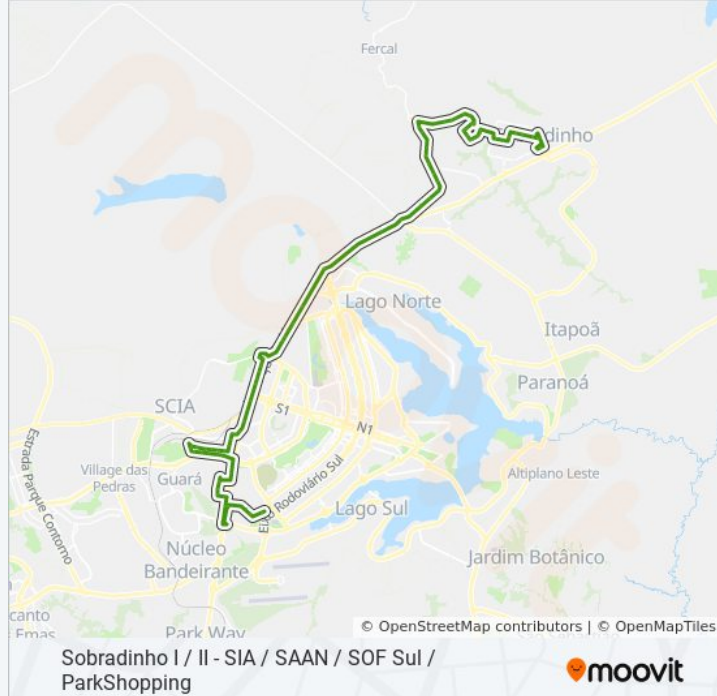 Fercal
dinho
Lago Norte
Itapoã
Paranoá
SCIA
S1
N1
Estrada Parque Contorno
Village das
Pedras
Guará
Eixo Rodoviário Sul
Altiplano Leste
Lago Sul
Núcleo
Bandeirante
Jardim Botânico
canto
Emas
Park Way
© OpenStreetMap contributors | © OpenMapTiles
Sobradinho I / II - SIA / SAAN / SOF Sul /
ParkShopping
moovit